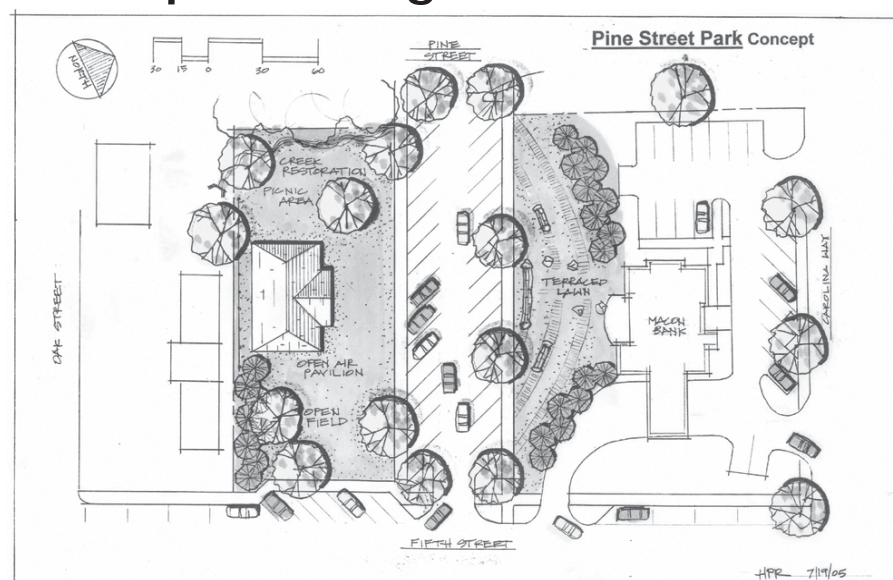 Pine Street Park Concept
NORTH
30 15 0 30 60
PINE
STREET
CREEK
RESTORATION
PICNIC
AREA
OAK STREET
TERRACED
LAWN
MACON
BANK
CAROLINA WAY
OPEN AIR
PAVILION
OPEN
FIELD
FIFTH STREET
HPR 7/19/05